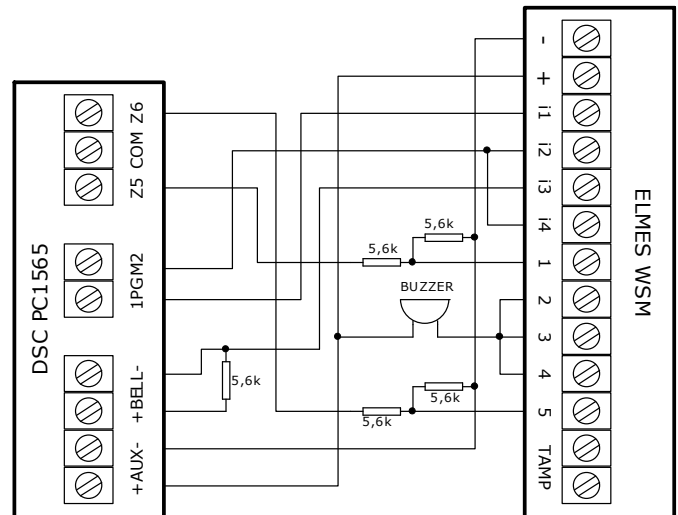 DSC PC1565
Z5 COM Z6
1PGM2
+BELL-
+AUX-
5,6k
5,6k
5,6k
BUZZER
5,6k
5,6k
-
+
i1
i2
i3
i4
1
2
3
4
5
TAMP
ELMES WSM